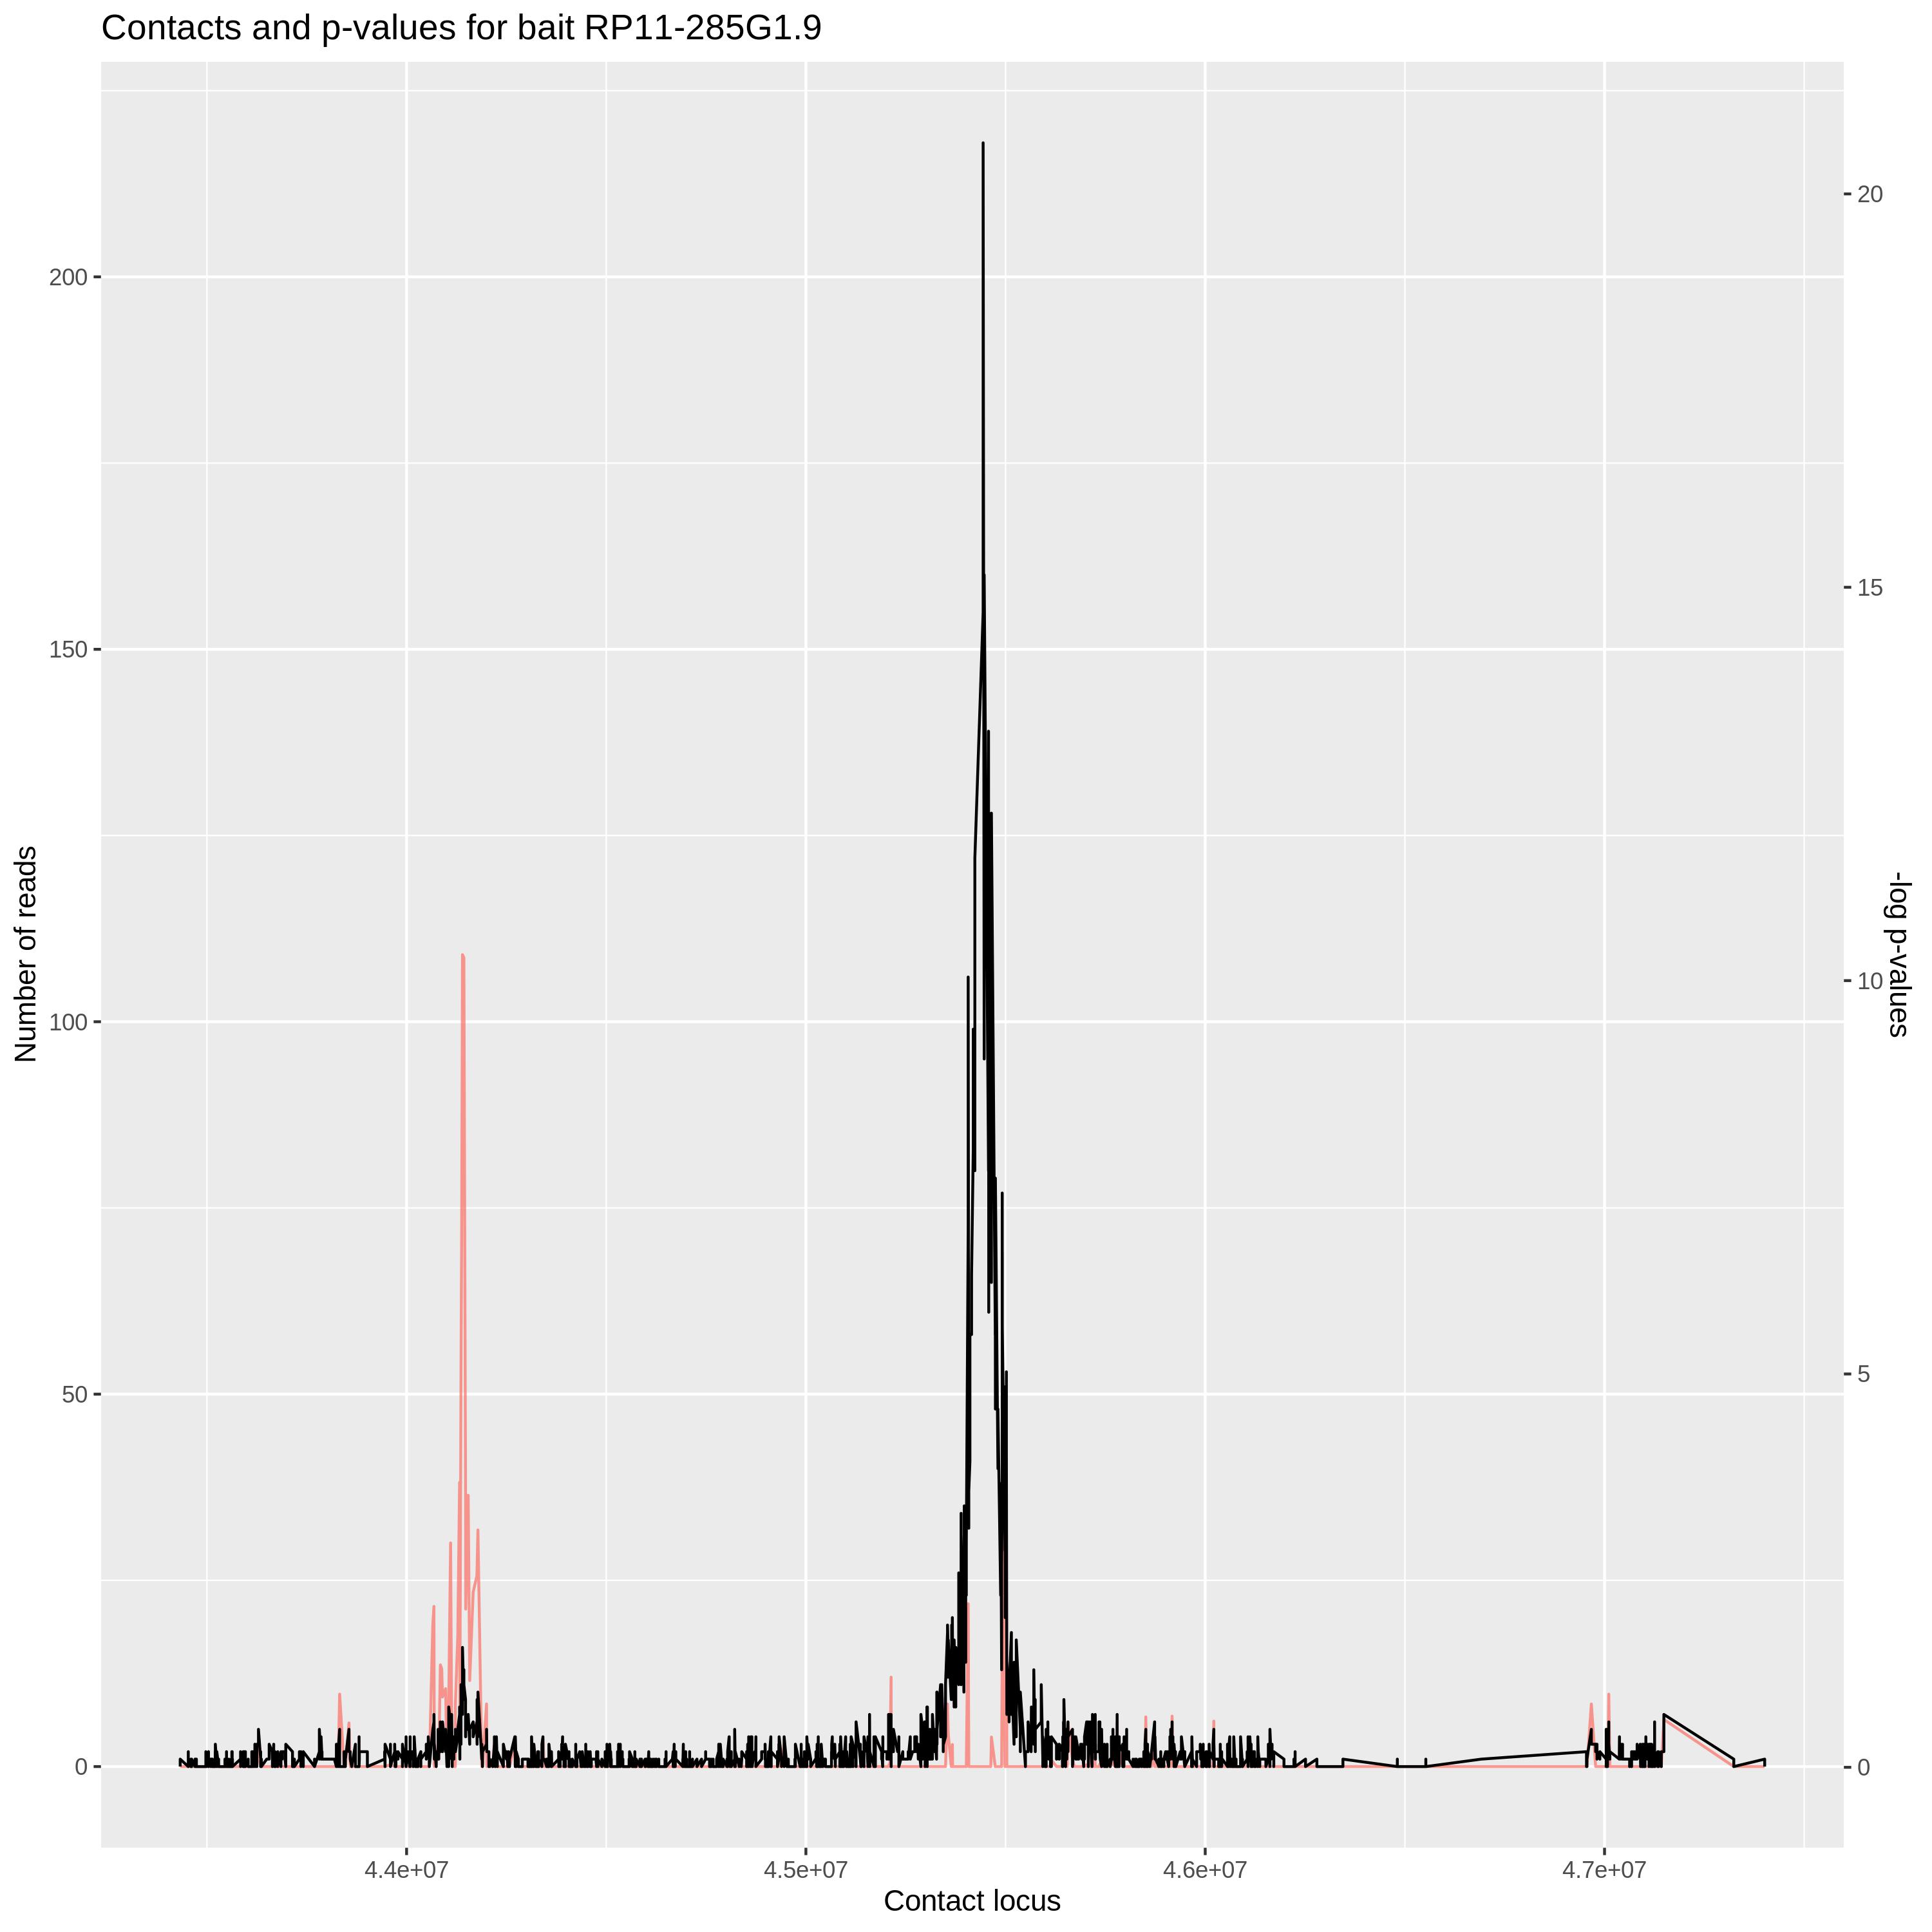 Contacts and p-values for bait RP11-285G1.9
Number of reads
200
150
100
50
0
20
15
10
5
0
-log p-values
4.4e+07
4.5e+07
4.6e+07
4.7e+07
Contact locus